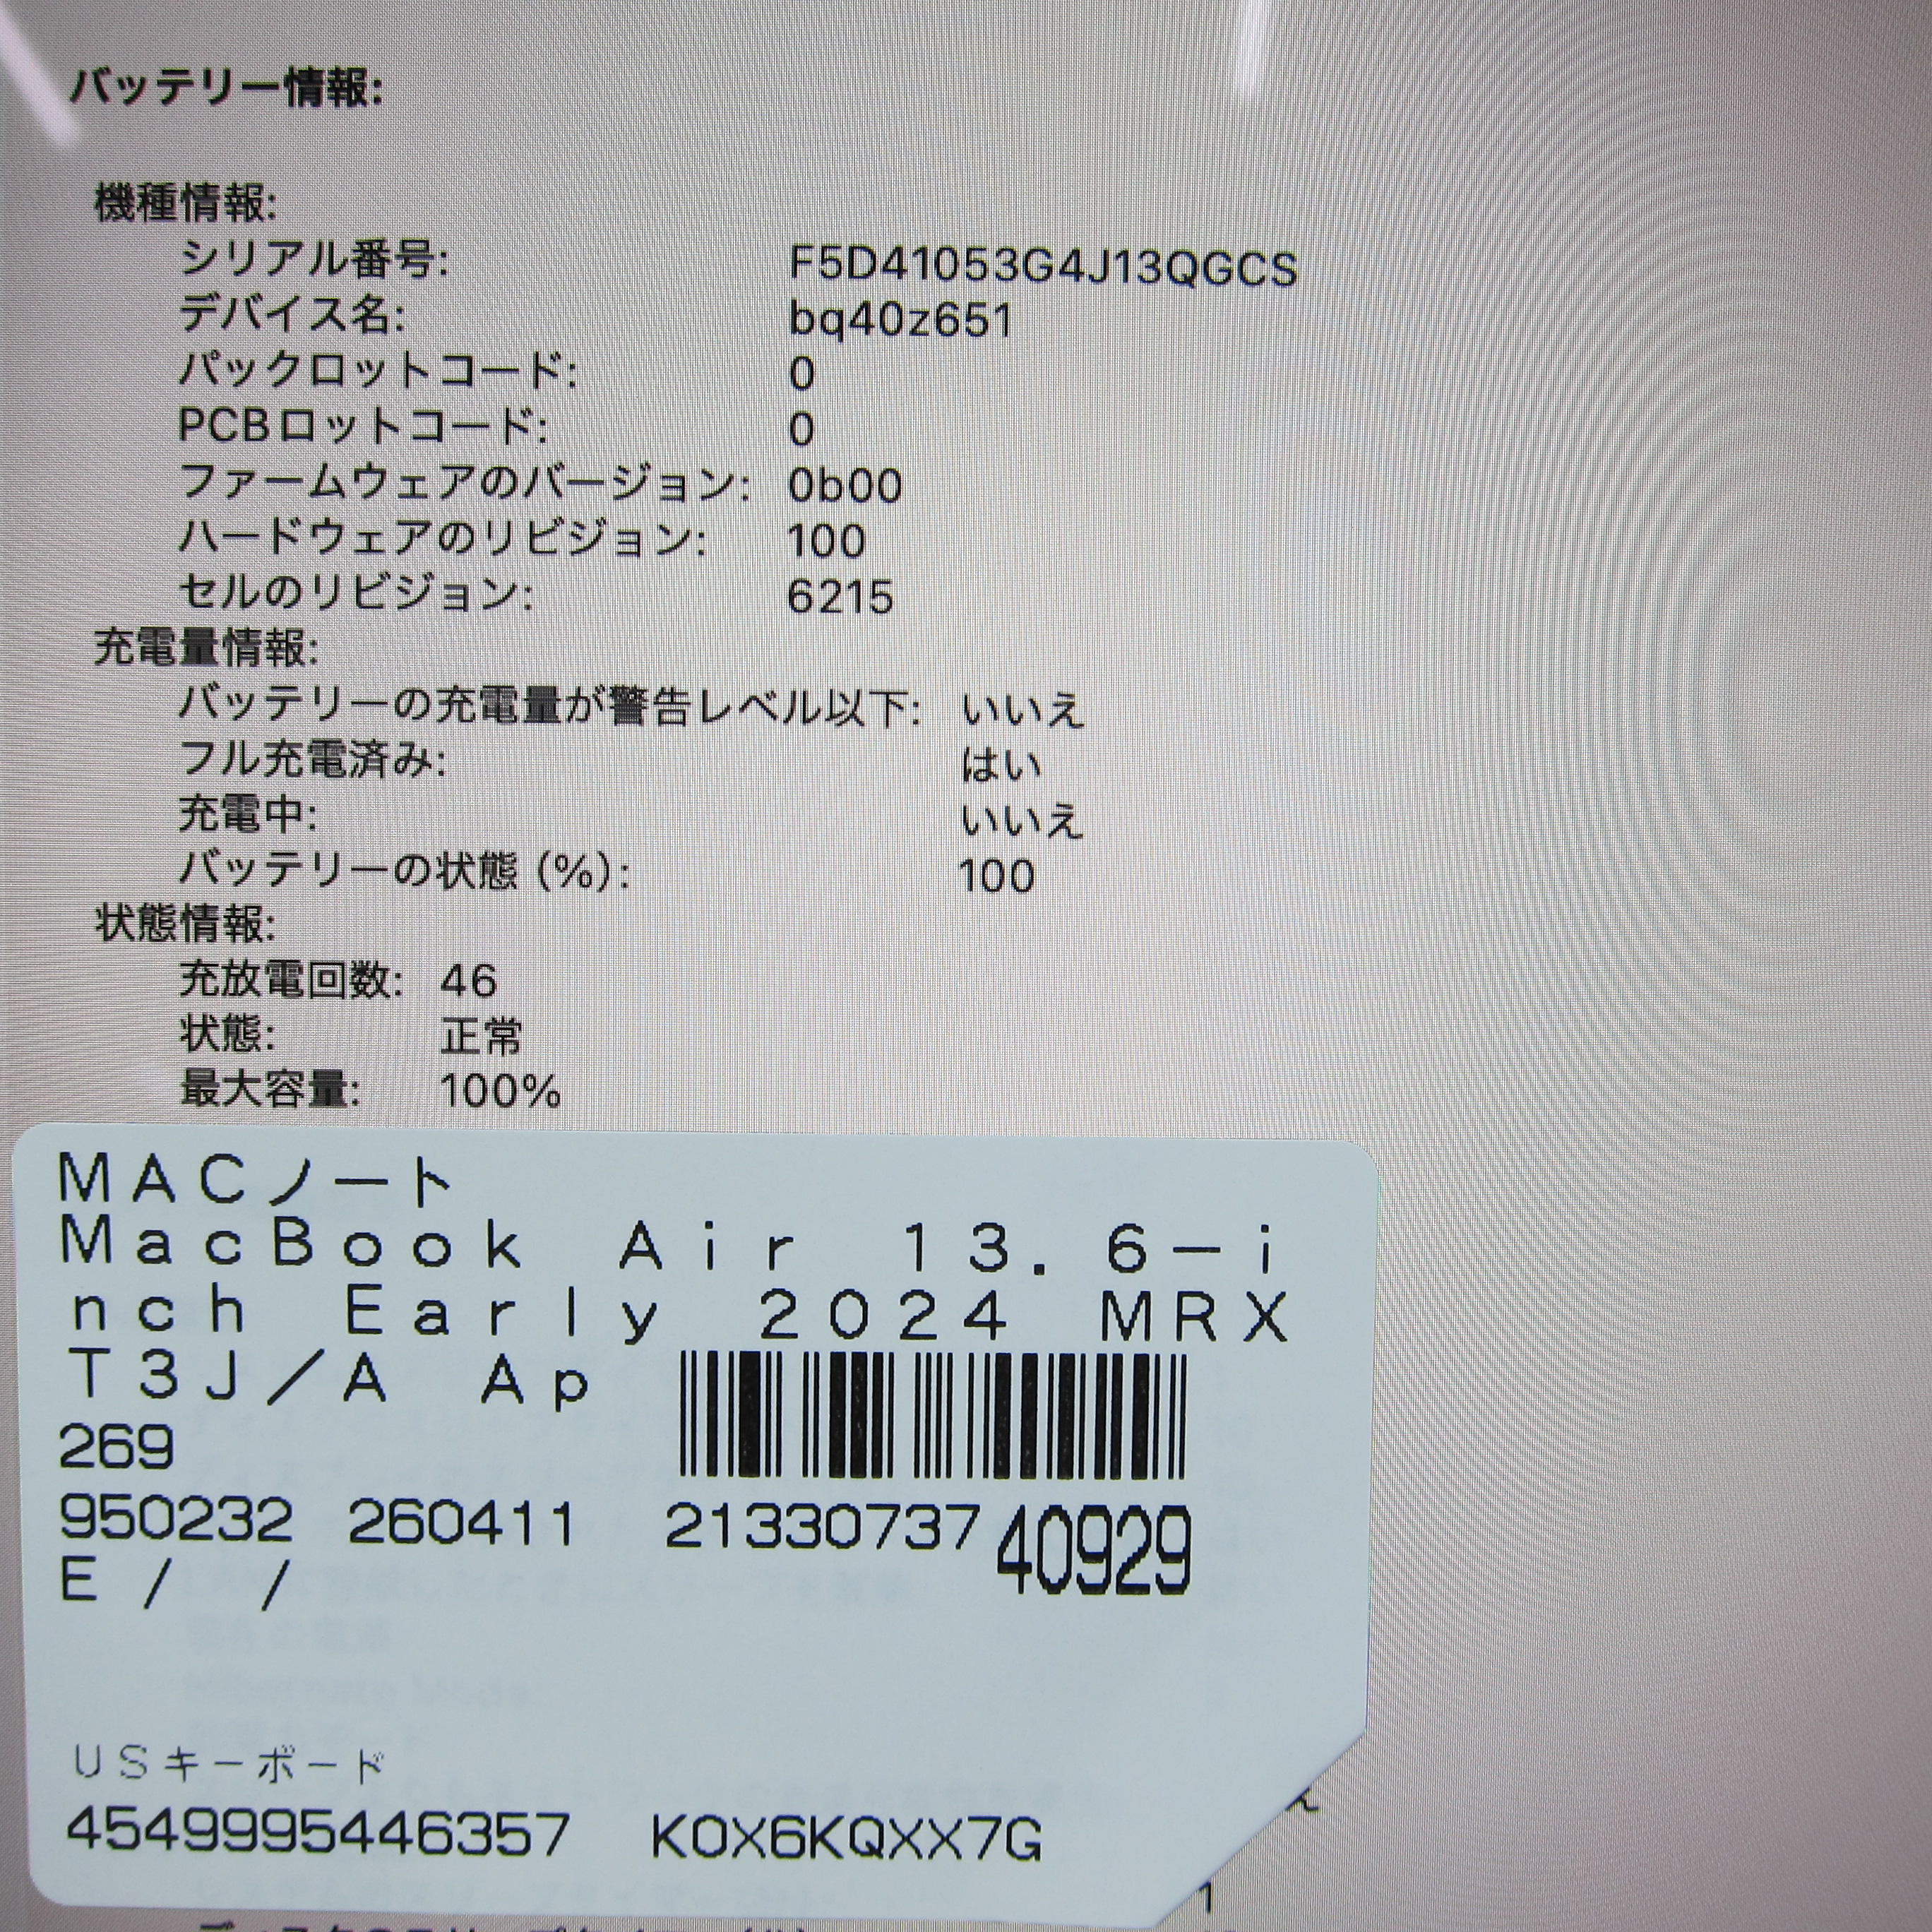 バッテリー情報:
機種情報:
シリアル番号: F5D41053G4J13QGCS
デバイス名: bq40z651
パックロットコード: 0
PCBロットコード: 0
ファームウェアのバージョン: 0b00
ハードウェアのリビジョン: 100
セルのリビジョン: 6215
充電量情報:
バッテリーの充電量が警告レベル以下: いいえ
フル充電済み: はい
充電中: いいえ
バッテリーの状態 (%): 100
状態情報:
充放電回数: 46
状態: 正常
最大容量: 100%
MACノート
MacBook Air 13.6-i
nch Early 2024 MRX
T3J/A Ap
269
950232 260411 21330737 40929
E / /
USキーボード
4549995446357 K0X6KQXX7G
1